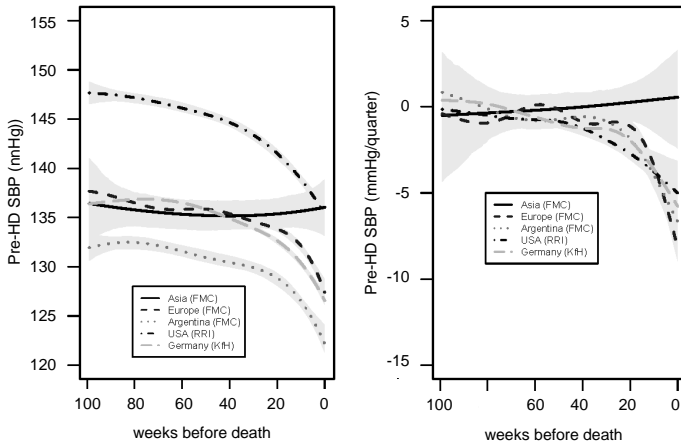 155
150
145
140
135
130
125
120
Pre-HD SBP (nnHg))
Asia (FMC)
Europe (FMC)
Argentina (FMC)
USA (RRI)
Germany (KfH)
100 80 60 40 20 0
weeks before death
5
0
-5
-10
-15
Pre-HD SBP (mmHg/quarter)
Asia (FMC)
Europe (FMC)
Argentina (FMC)
USA (RRI)
Germany (KfH)
100 80 60 40 20 0
weeks before death